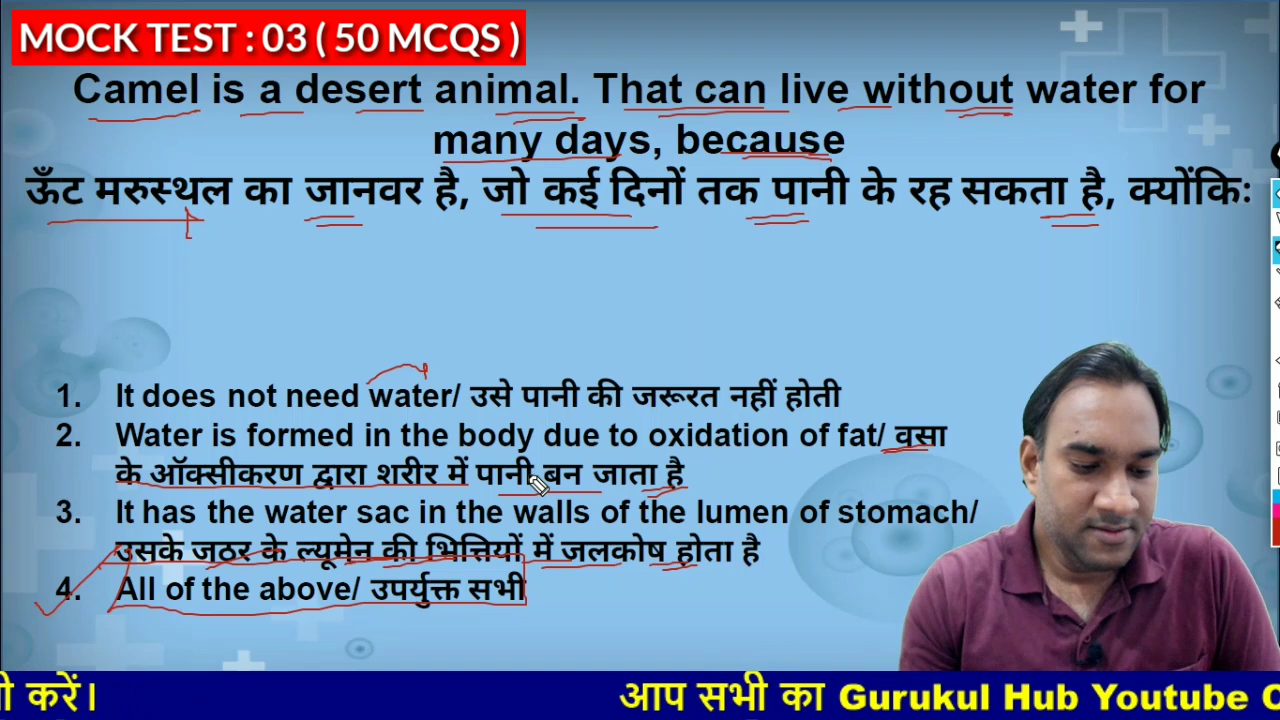 MOCK TEST : 03 ( 50 MCQS )
Camel is a desert animal. That can live without water for
many days, because
ऊँट मरुस्थल का जानवर है, जो कई दिनों तक पानी के रह सकता है, क्योंकिः
1. It does not need water/ उसे पानी की जरूरत नहीं होती
2. Water is formed in the body due to oxidation of fat/ वसा
के ऑक्सीकरण द्वारा शरीर में पानी बन जाता है
3. It has the water sac in the walls of the lumen of stomach/
उसके जठर के ल्यूमेन की भित्तियों में जलकोष होता है
4. All of the above/ उपर्युक्त सभी
ी करें। आप सभी का Gurukul Hub Youtube C